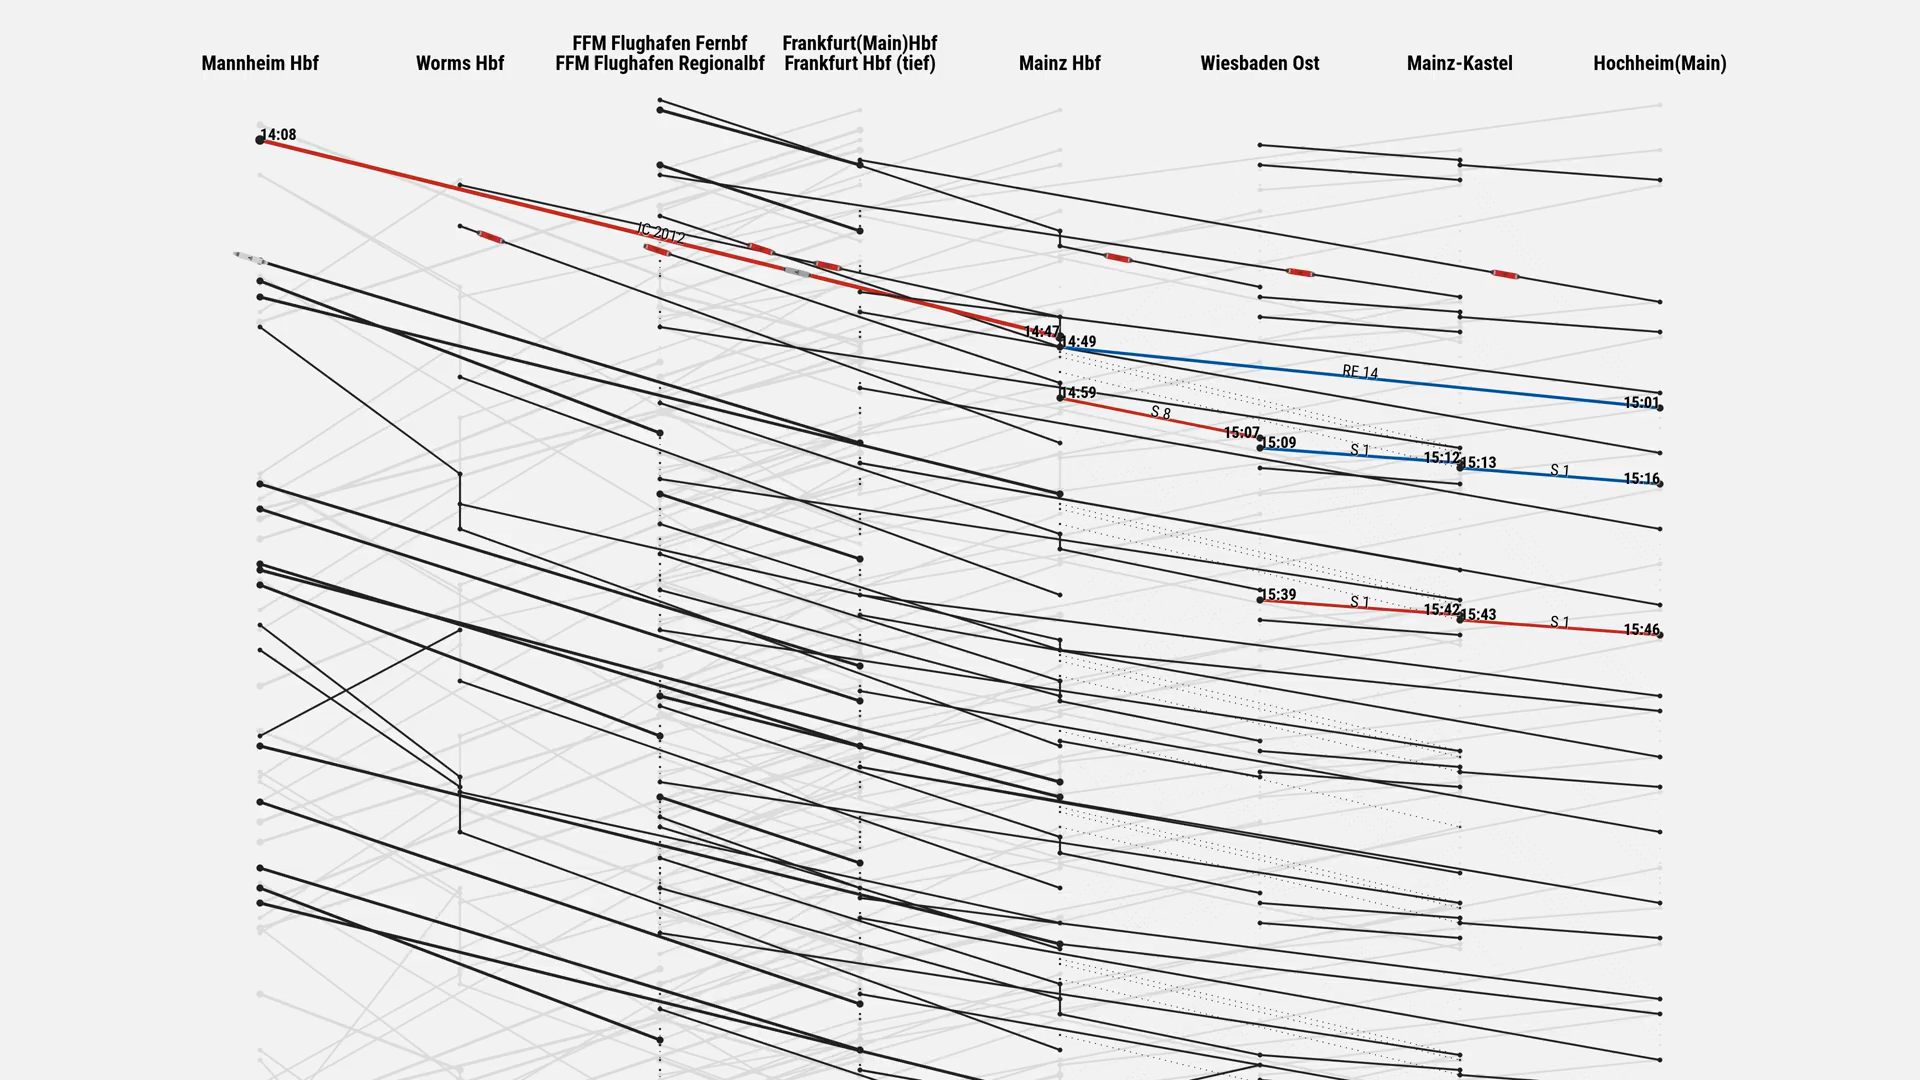 FFM Flughafen Fernbf
Frankfurt(Main)Hbf
Mannheim Hbf
Worms Hbf
FFM Flughafen Regionalbf
Frankfurt Hbf (tief)
Mainz Hbf
Wiesbaden Ost
Mainz-Kastel
Hochheim(Main)
14:08
IC 2012
14:47
14:49
RE 14
15:01
14:59
S 8
15:07
15:09
S 1
15:12
15:13
S 1
15:16
15:39
S 1
15:42
15:43
S 1
15:46